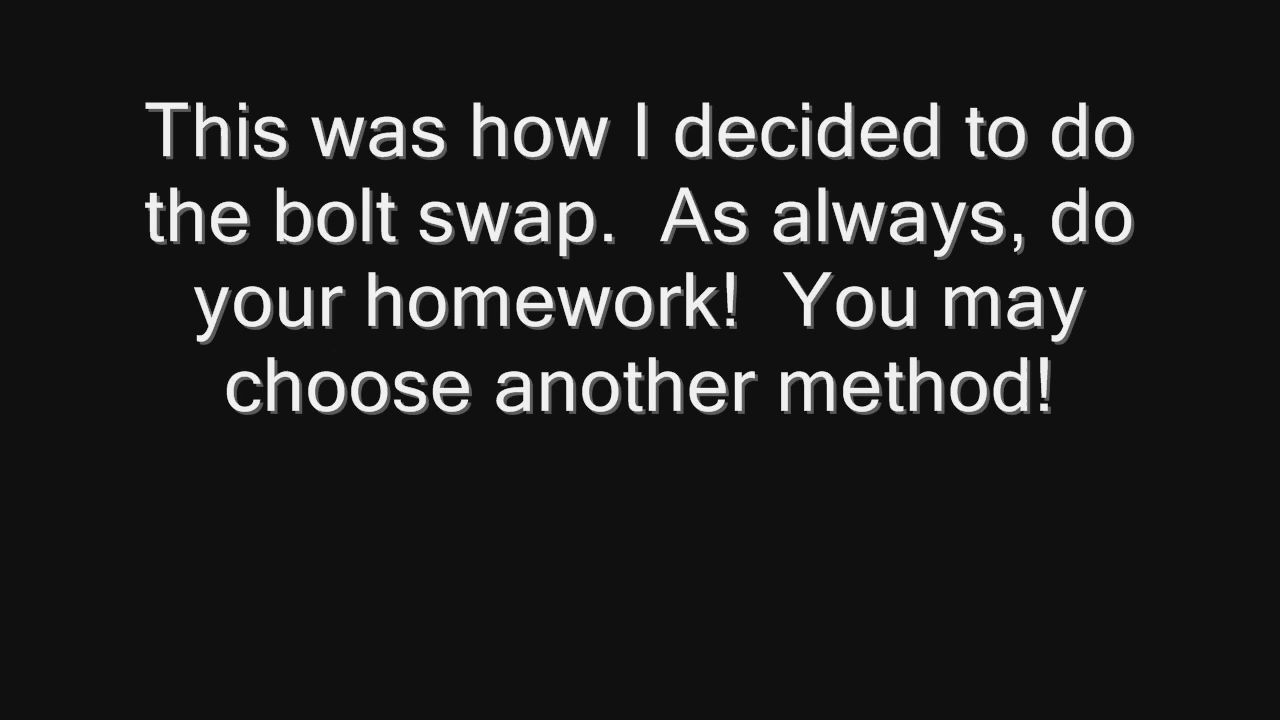 This was how I decided to do
the bolt swap.  As always, do
your homework!  You may
choose another method!